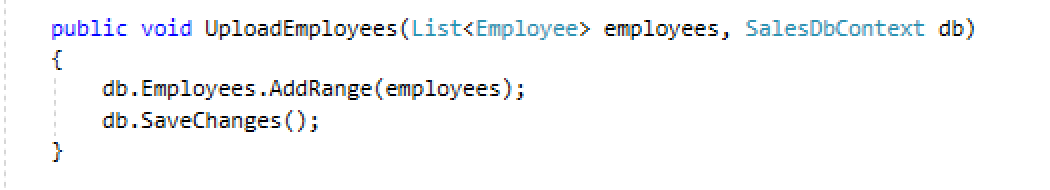 public void UploadEmployees(List<Employee> employees, SalesDbContext db)
{
db.Employees.AddRange(employees);
db.SaveChanges();
}